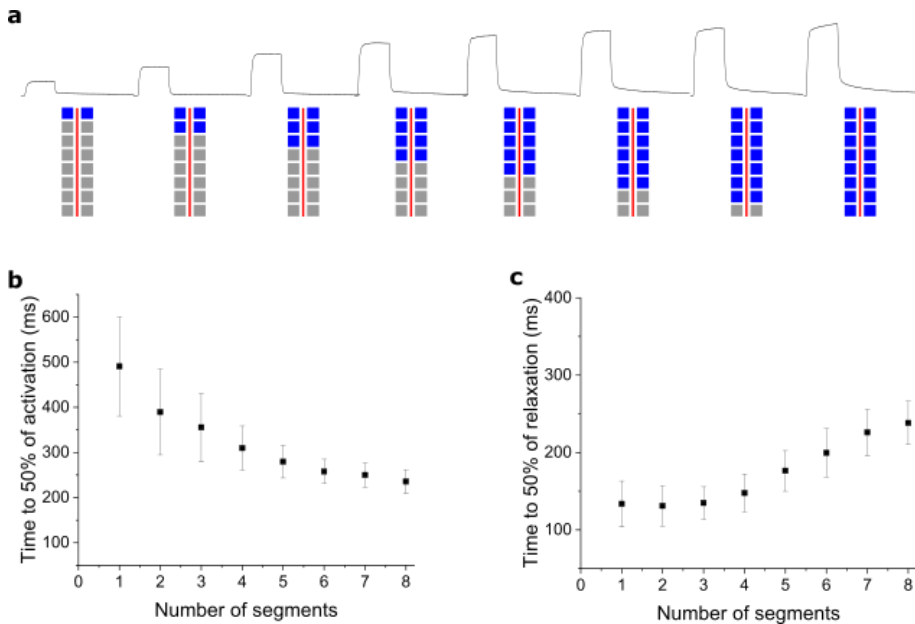 a
b
Time to 50% of activation (ms)
600
500
400
300
200
100
0 1 2 3 4 5 6 7 8
Number of segments
c
Time to 50% of relaxation (ms)
400
300
200
100
0 1 2 3 4 5 6 7 8
Number of segments